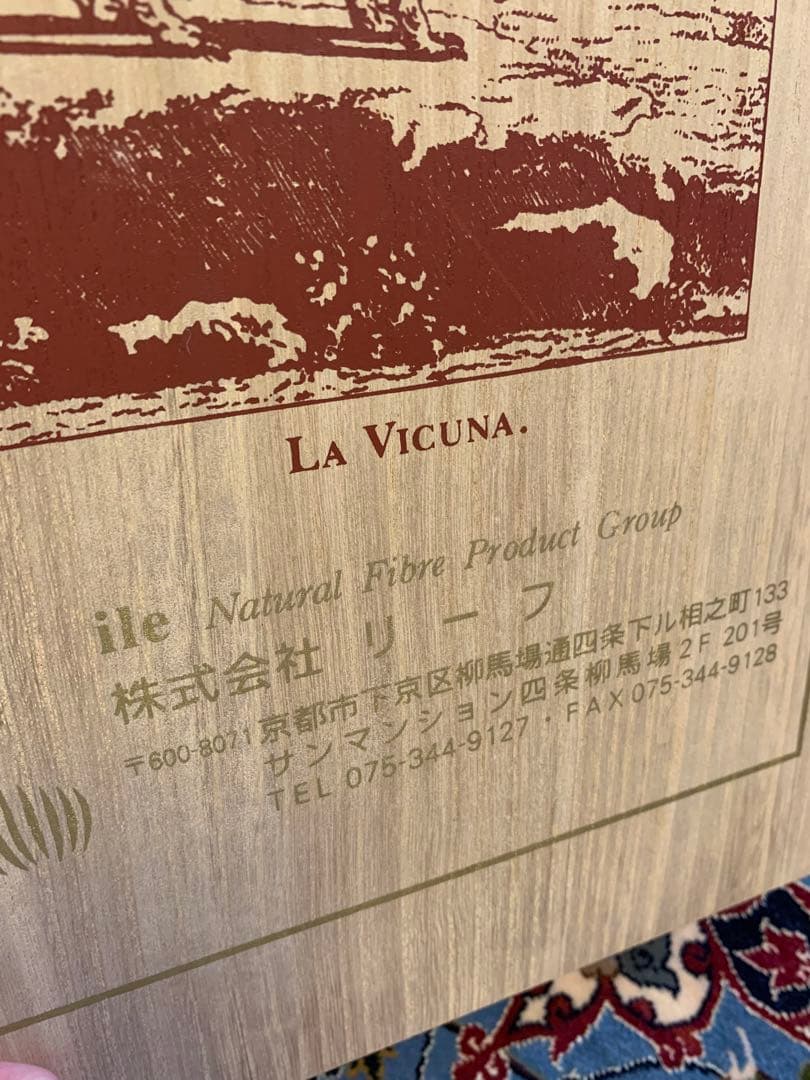 LA VICUNA.
ile Natural Fibre Product Group
株式会社 リーフ
〒600-8071 京都市下京区柳馬場通四条下ル相之町133
サンマンション四条柳馬場2F 201号
TEL 075-344-9127・FAX 075-344-9128